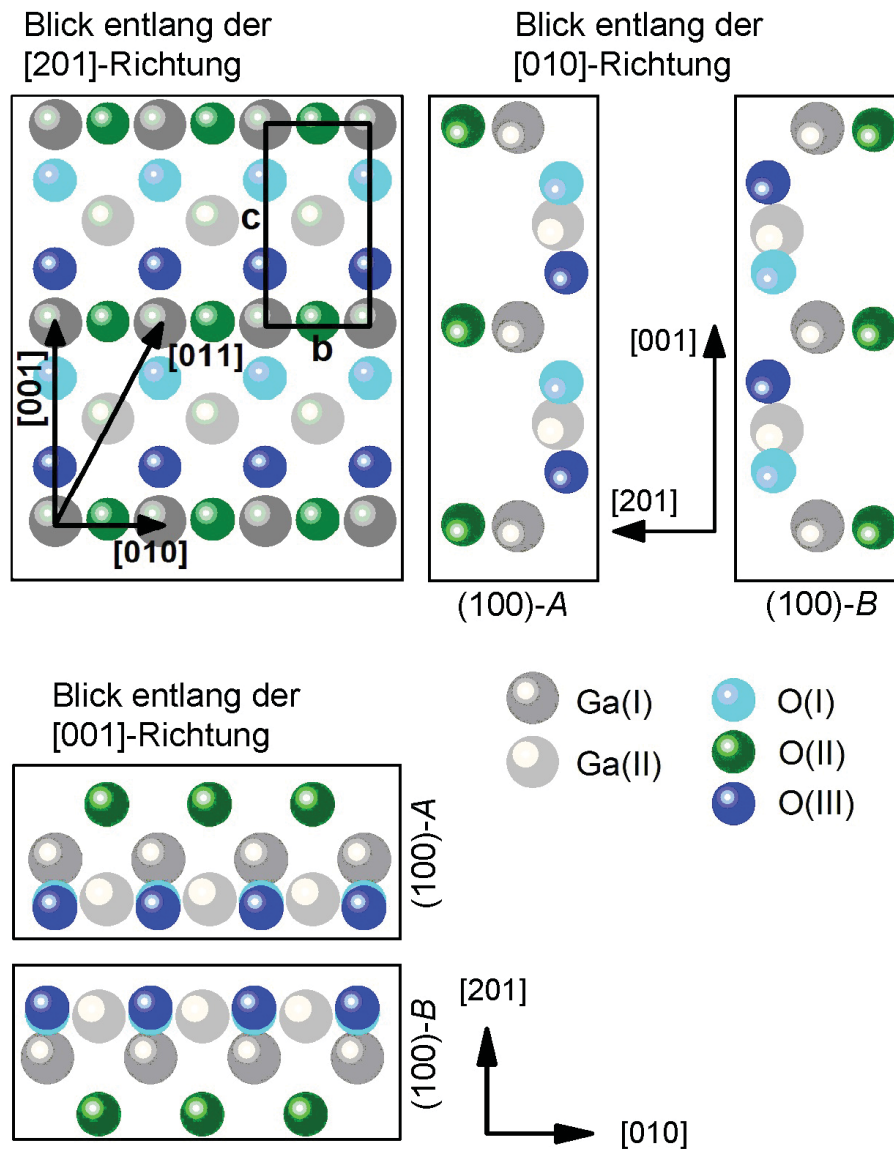 Blick entlang der
[201]-Richtung
Blick entlang der
[010]-Richtung
c
b
[001]
[011]
[010]
[001]
[201]
(100)-A
(100)-B
Blick entlang der
[001]-Richtung
(100)-A
(100)-B
Ga(I)
Ga(II)
O(I)
O(II)
O(III)
[201]
[010]